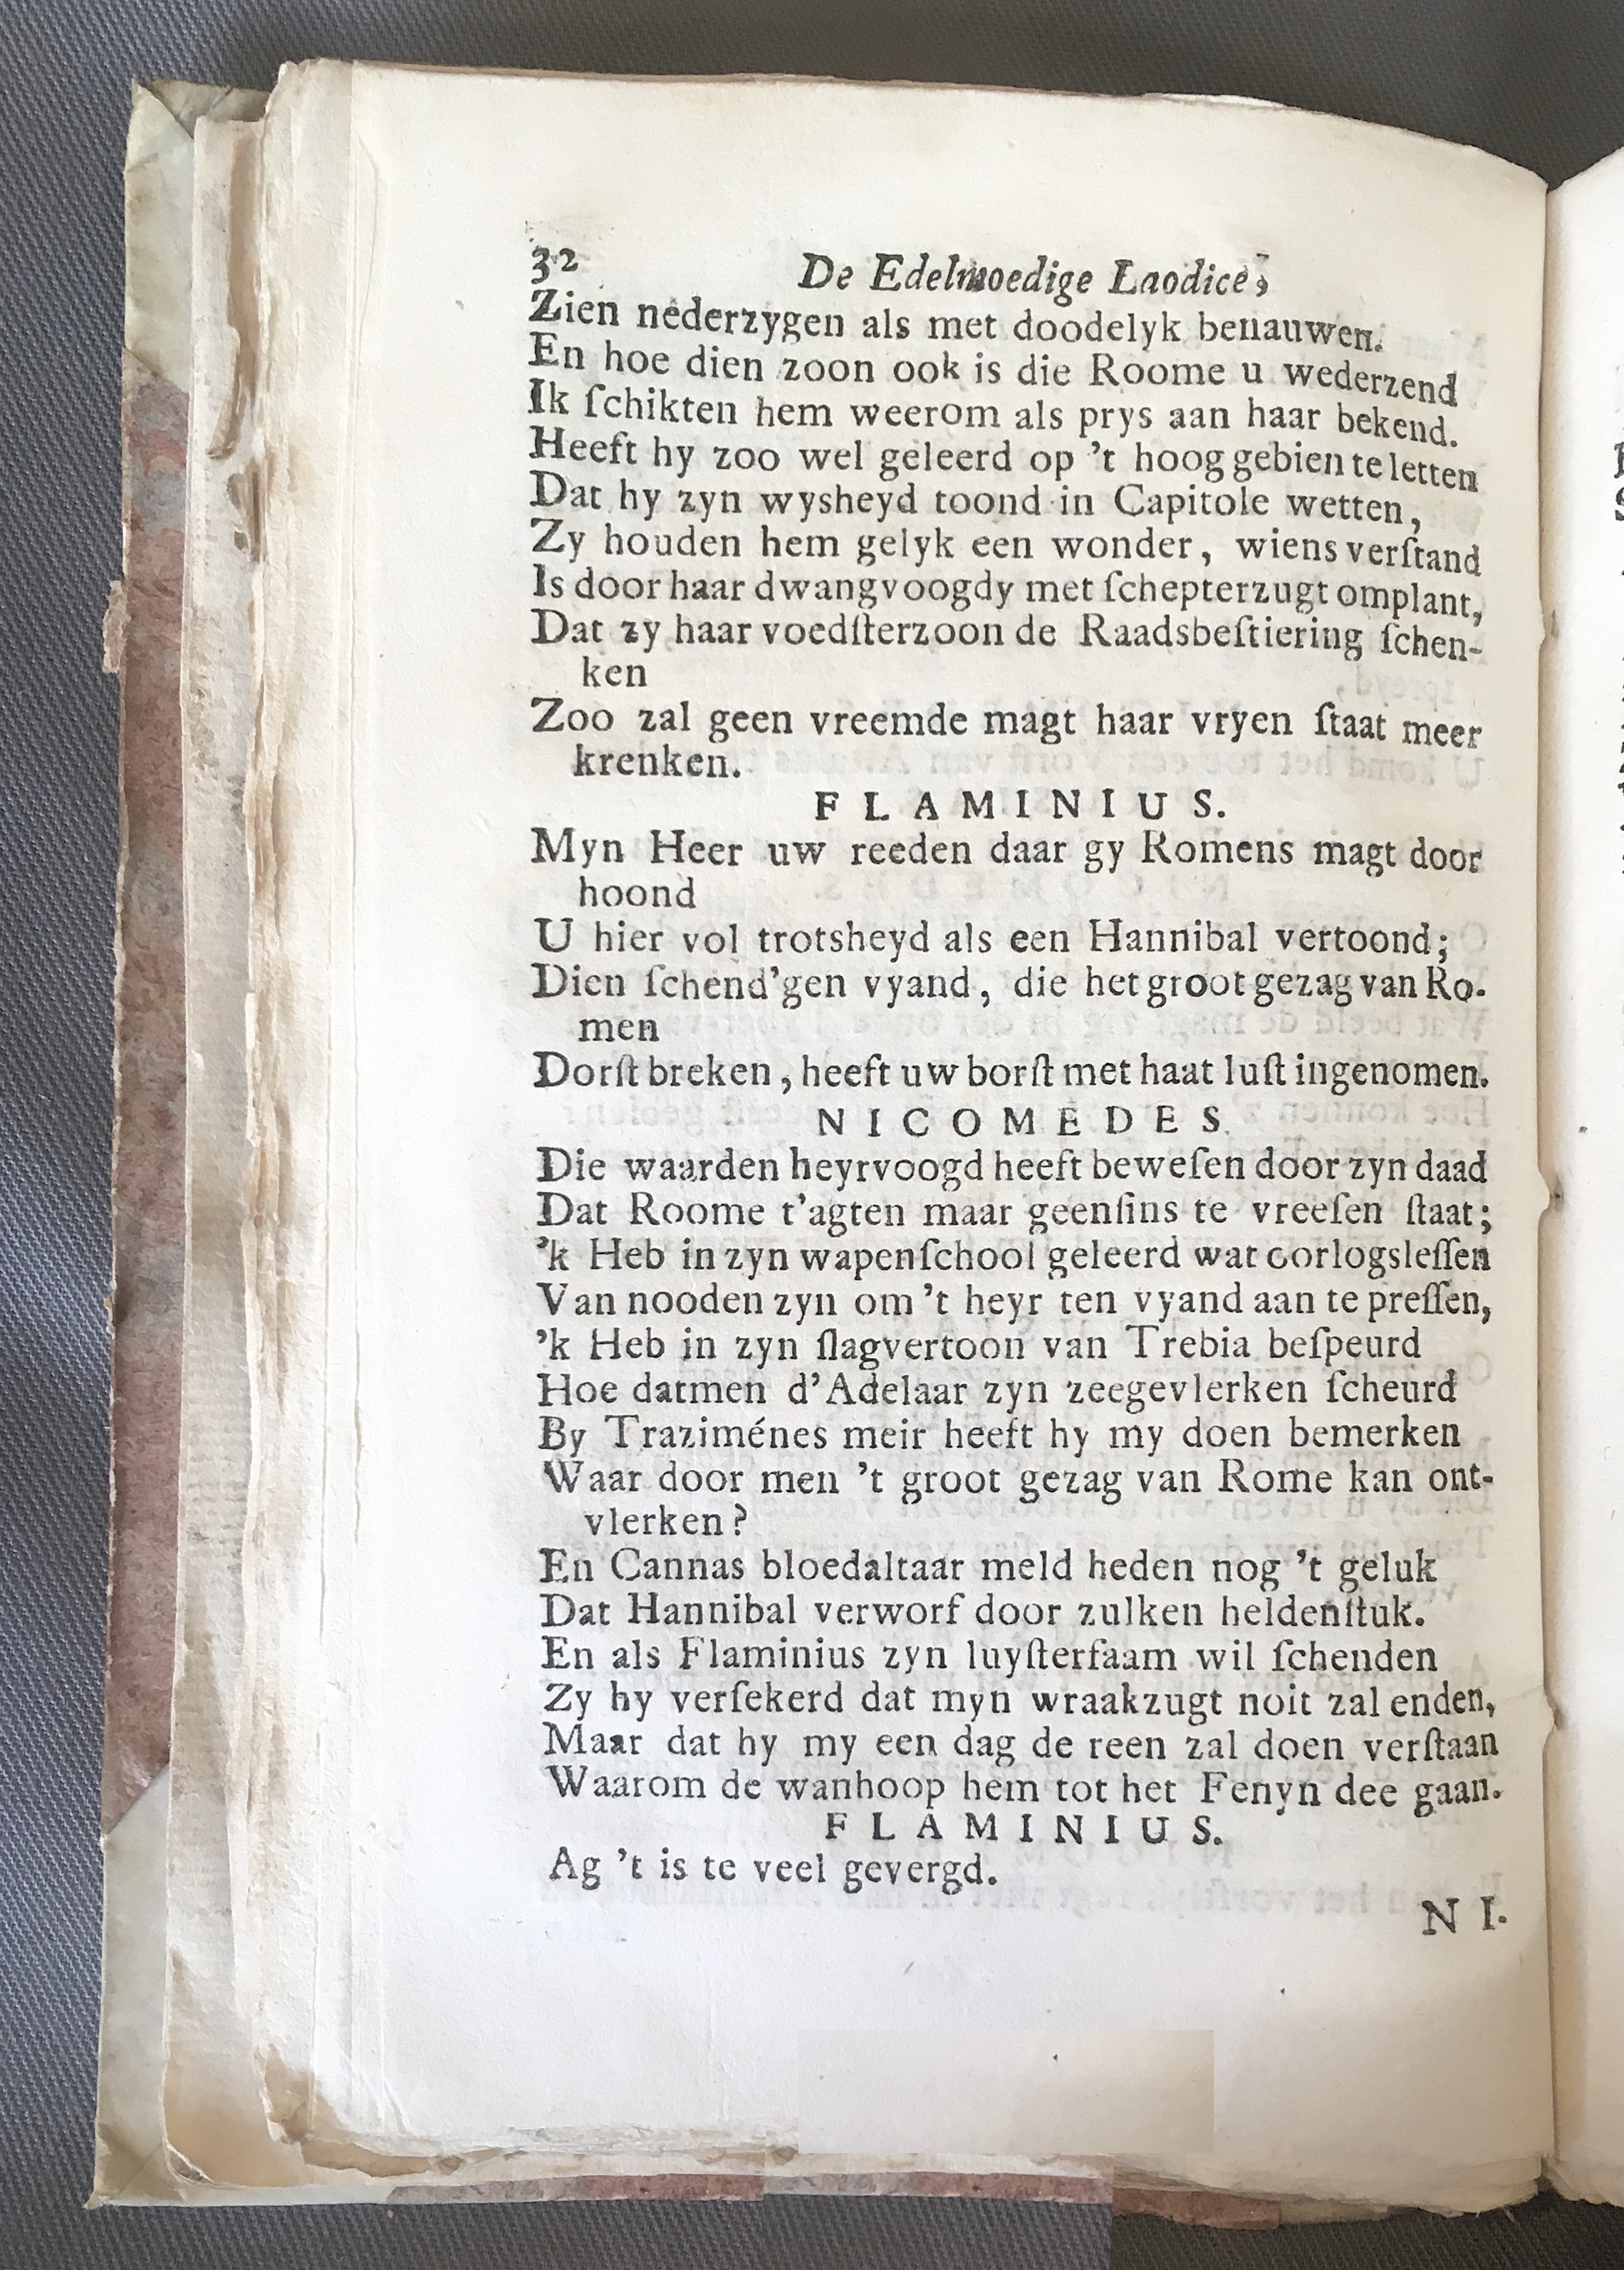 32 De Edelmoedige Laodice,
Zien nederzygen als met doodelyk benauwen.
En hoe dien zoon ook is die Roome u wederzend
Ik ſchikten hem weerom als prys aan haar bekend.
Heeft hy zoo wel geleerd op 't hoog gebien te letten
Dat hy zyn wysheyd toond in Capitole wetten,
Zy houden hem gelyk een wonder, wiens verſtand
Is door haar dwangvoogdy met ſchepterzugt omplant,
Dat zy haar voedſterzoon de Raadsbeſtiering ſchen-
ken
Zoo zal geen vreemde magt haar vryen ſtaat meer
krenken.
FLAMINIUS.
Myn Heer uw reeden daar gy Romens magt door
hoond
U hier vol trotsheyd als een Hannibal vertoond;
Dien ſchend'gen vyand, die het groot gezag van Ro-
men
Dorſt breken, heeft uw borſt met haat luſt ingenomen.
NICOMEDES.
Die waarden heyrvoogd heeft beweſen door zyn daad
Dat Roome t'agten maar geenſins te vreeſen ſtaat;
'k Heb in zyn wapenſchool geleerd wat oorlogsleſſen
Van nooden zyn om 't heyr ten vyand aan te preſſen,
'k Heb in zyn ſlagvertoon van Trebia beſpeurd
Hoe datmen d'Adelaar zyn zeegevlerken ſcheurd
By Traziménes meir heeft hy my doen bemerken
Waar door men 't groot gezag van Rome kan ont-
vlerken?
En Cannas bloedaltaar meld heden nog 't geluk
Dat Hannibal verworf door zulken heldenſtuk.
En als Flaminius zyn luyſterfaam wil ſchenden
Zy hy verſekerd dat myn wraakzugt noit zal enden,
Maar dat hy my een dag de reen zal doen verſtaan
Waarom de wanhoop hem tot het Fenyn dee gaan.
FLAMINIUS.
Ag 't is te veel gevergd.
NI-